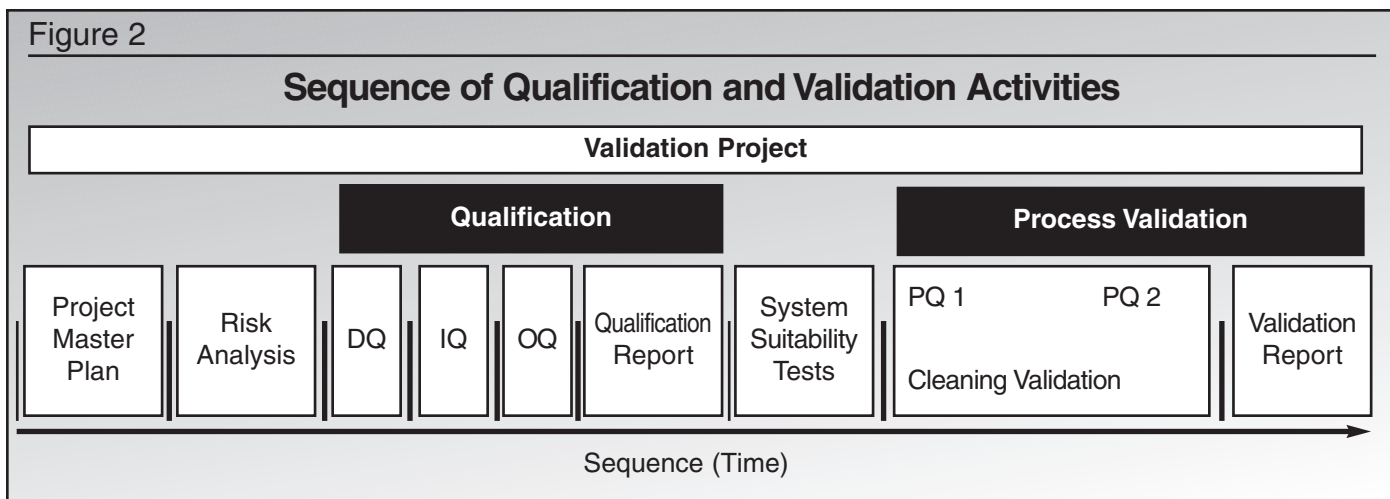 Figure 2
Sequence of Qualification and Validation Activities
Validation Project
Qualification
Process Validation
Project
Master
Plan
Risk
Analysis
DQ
IQ
OQ
Qualification
Report
System
Suitability
Tests
PQ 1 PQ 2
Cleaning Validation
Validation
Report
Sequence (Time)